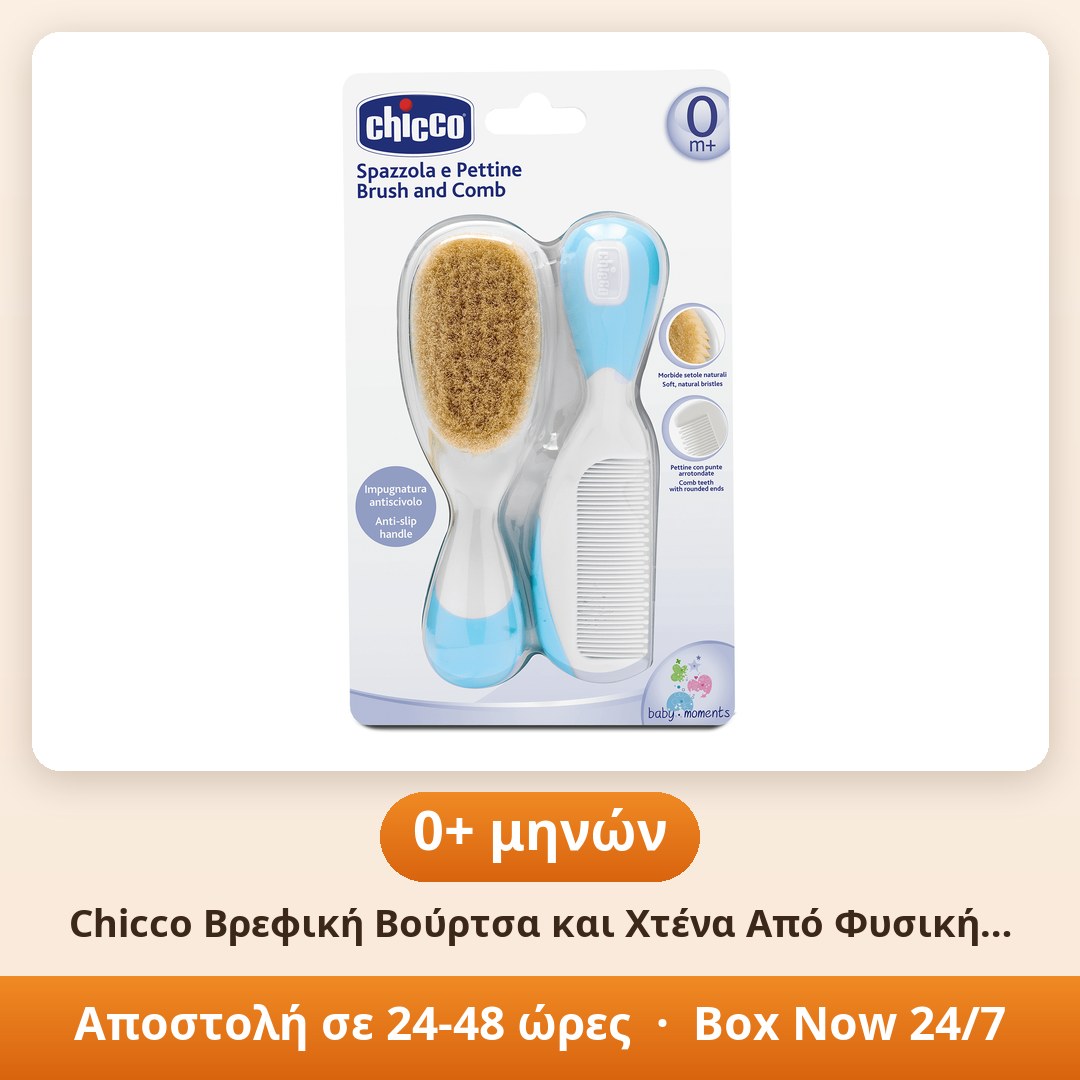 chicco
0
m+
Spazzola e Pettine
Brush and Comb
chicco
Morbide setole naturali
Soft, natural bristles
Pettine con punte
arrotondate
Comb teeth
with rounded ends
Impugnatura
antiscivolo
Anti-slip
handle
baby • moments
0+ μηνών
Chicco Βρεφική Βούρτσα και Χτένα Από Φυσική...
Αποστολή σε 24-48 ώρες · Box Now 24/7